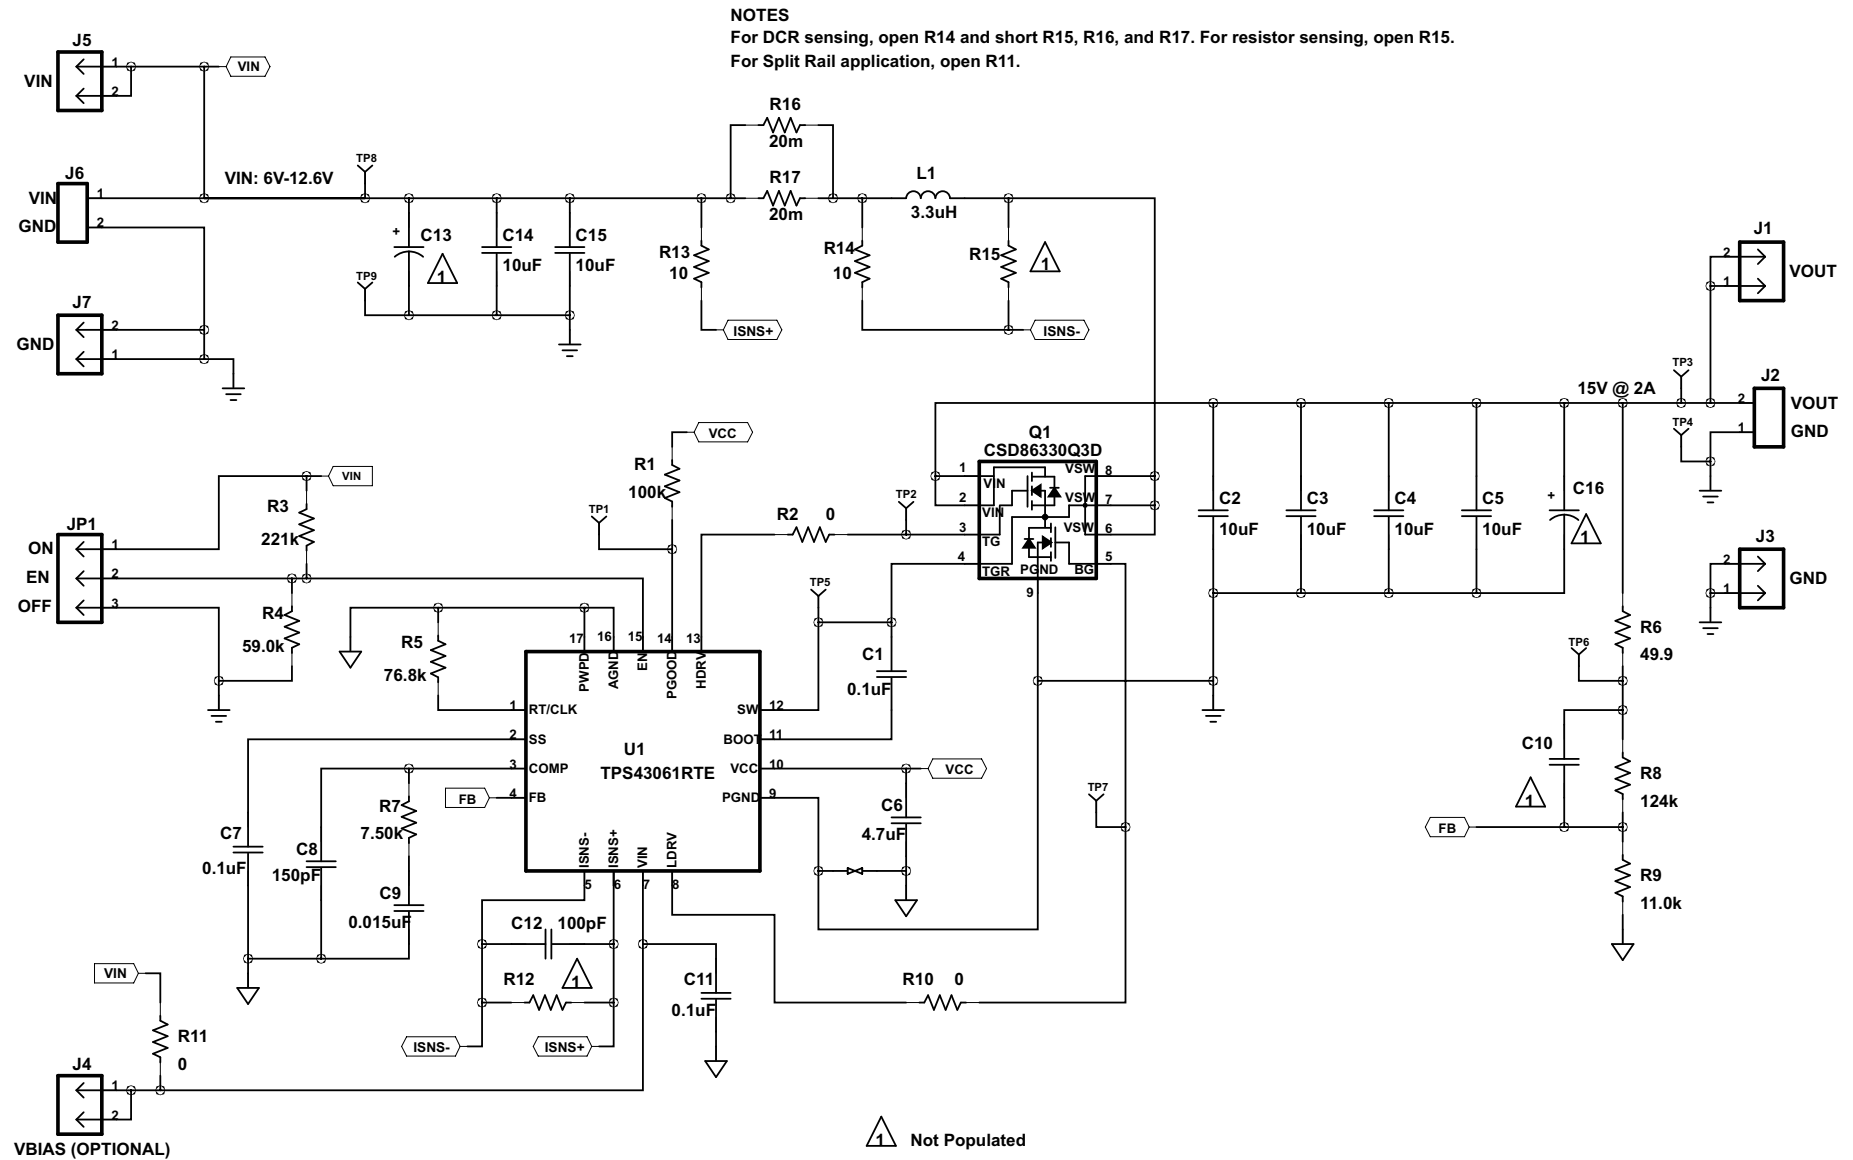 NOTES
For DCR sensing, open R14 and short R15, R16, and R17. For resistor sensing, open R15.
For Split Rail application, open R11.
J5
VIN
1
2
VIN
J6
VIN
GND
1
2
VIN: 6V-12.6V
TP8
J7
GND
2
1
+
C13
1
TP9
C14
10uF
C15
10uF
R16
20m
R17
20m
R13
10
ISNS+
R14
10
L1
3.3uH
R15
1
ISNS-
J1
2
1
VOUT
TP3
15V @ 2A
J2
2
1
VOUT
GND
TP4
J3
2
1
GND
Q1
CSD86330Q3D
1
VIN
2
VIN
3
TG
4
TGR
VSW
8
VSW
7
VSW
6
5
BG
PGND
9
C2
10uF
C3
10uF
C4
10uF
C5
10uF
+
C16
1
VCC
R1
100k
TP1
R2
0
TP2
VIN
R3
221k
JP1
ON
EN
OFF
1
2
3
R4
59.0k
R5
76.8k
TP5
C1
0.1uF
17
16
15
14
13
PWPD
AGND
EN
PGOOD
HDRV
1
RT/CLK
2
SS
3
COMP
4
FB
FB
U1
TPS43061RTE
SW
12
BOOT
11
VCC
10
PGND
9
VCC
ISNS-
ISNS+
VIN
LDRV
5
6
7
8
C6
4.7uF
C7
0.1uF
C8
150pF
R7
7.50k
C9
0.015uF
C12
100pF
R12
1
ISNS-
ISNS+
C11
0.1uF
R10
0
TP7
R6
49.9
TP6
C10
1
R8
124k
FB
R9
11.0k
VIN
R11
0
J4
1
2
VBIAS (OPTIONAL)
1
Not Populated